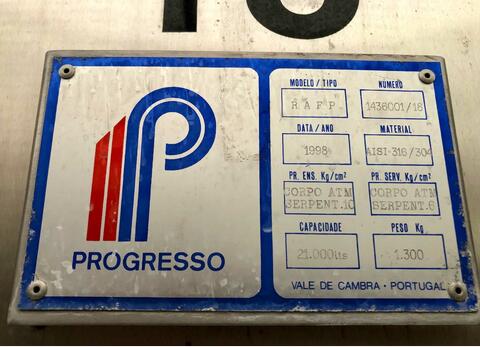 PROGRESSO
MODELO / TIPO
R A F P
NUMERO
1436001/16
DATA / ANO
1998
MATERIAL
AISI 316/304
PR. ENS. Kg/cm²
CORPO ATM
SERPENT.10
PR. SERV. Kg/cm²
CORPO ATM
SERPENT.6
CAPACIDADE
21.000lts
PESO Kg
1.300
VALE DE CAMBRA • PORTUGAL